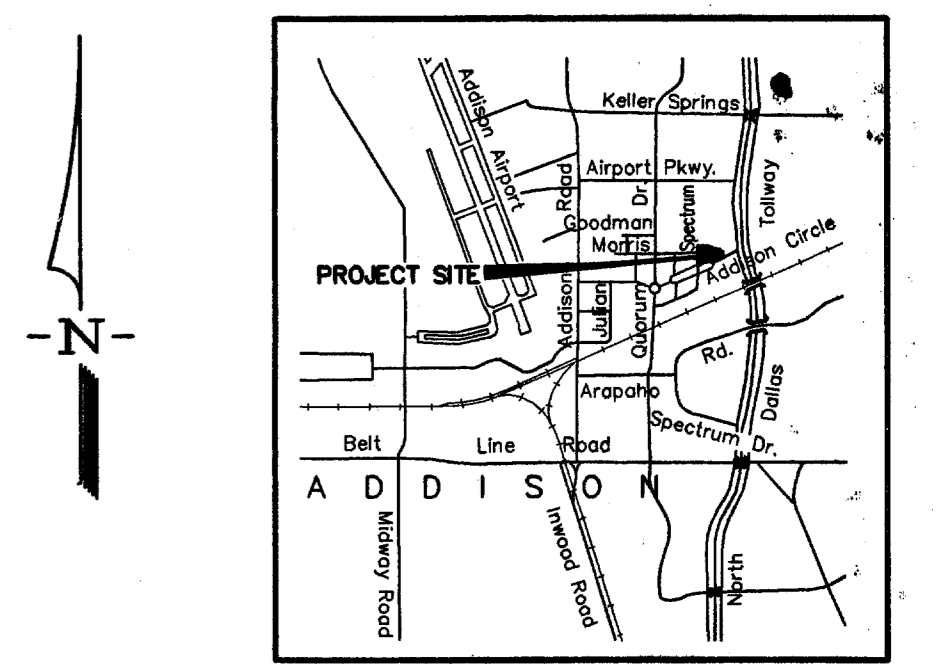 -N-
Keller Springs
Addison Airport
Airport Pkwy.
Road
Dr.
Spectrum
Tollway
Goodman
Morris
Addison Circle
PROJECT SITE
Addison
Julian
Quorum
Rd.
Arapaho
Dallas
Spectrum Dr.
Belt Line Road
ADDISON
Midway Road
Inwood Road
North